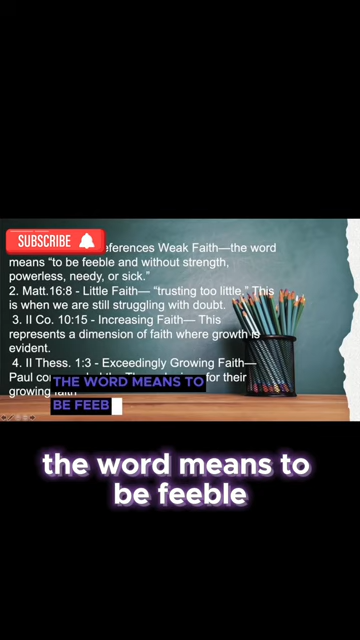 SUBSCRIBE
eferences Weak Faith—the word
means “to be feeble and without strength,
powerless, needy, or sick.”
2. Matt.16:8 - Little Faith— “trusting too little.” This
is when we are still struggling with doubt.
3. II Co. 10:15 - Increasing Faith— This
represents a dimension of faith where growth is
evident.
4. II Thess. 1:3 - Exceedingly Growing Faith—
Paul for their
growing faith
THE WORD MEANS TO
BE FEEB
the word means to
be feeble